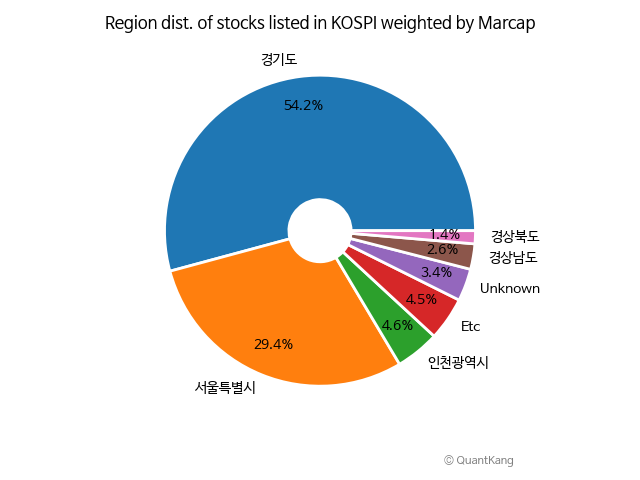 Region dist. of stocks listed in KOSPI weighted by Marcap
경기도
54.2%
1.4%
경상북도
2.6%
경상남도
3.4%
Unknown
4.5%
Etc
4.6%
인천광역시
29.4%
서울특별시
© QuantKang